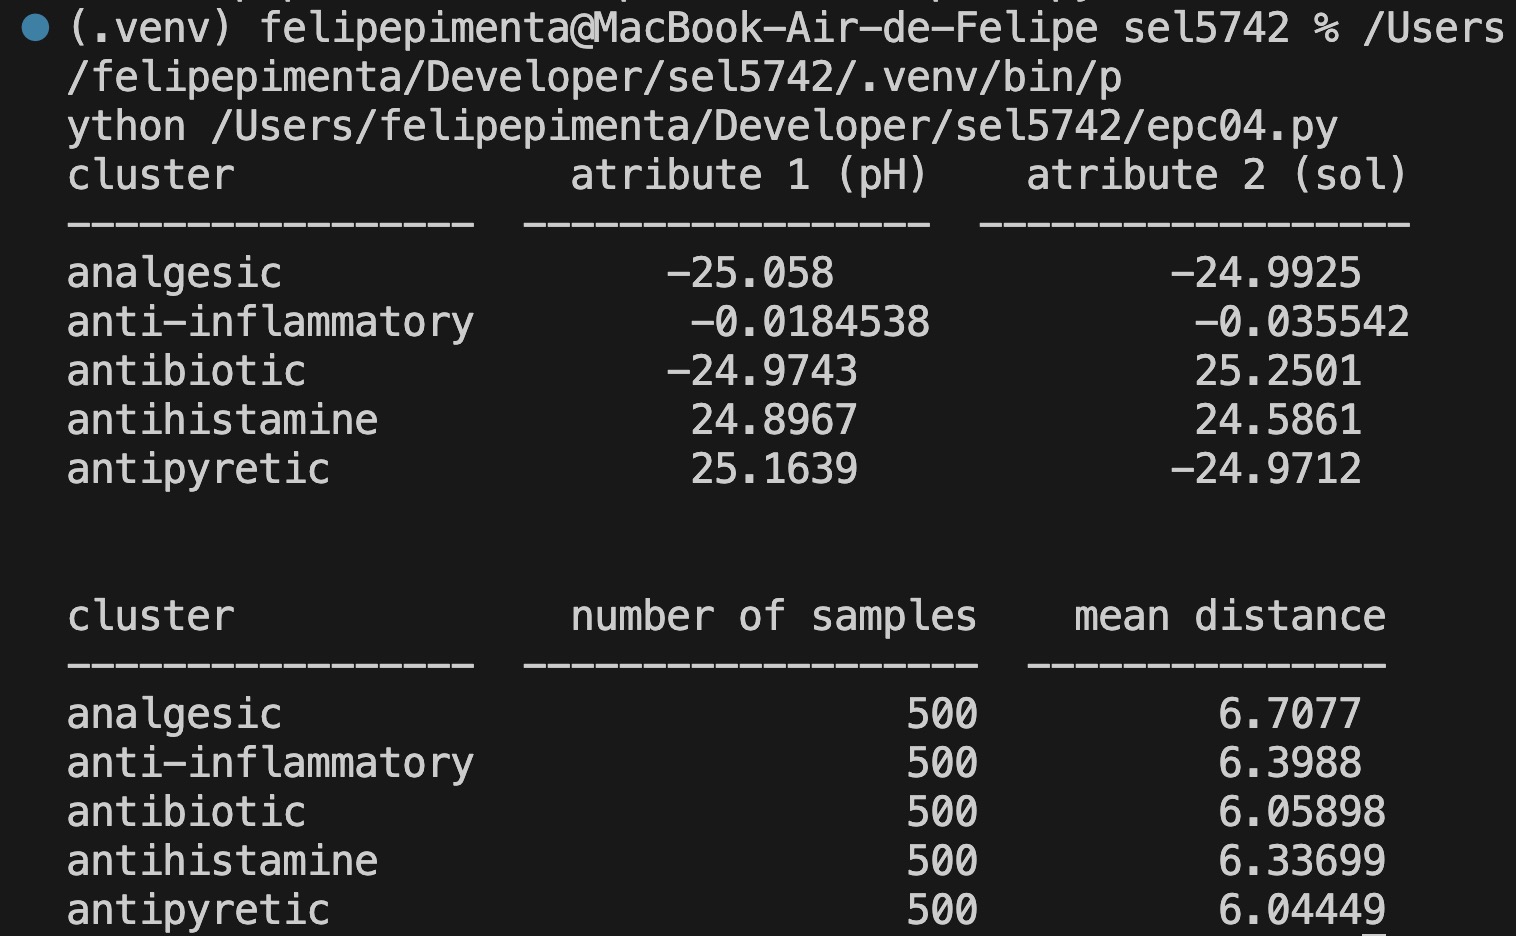 (.venv) felipepimenta@MacBook-Air-de-Felipe sel5742 % /Users
/felipepimenta/Developer/sel5742/.venv/bin/p
ython /Users/felipepimenta/Developer/sel5742/epc04.py
cluster            atribute 1 (pH)    atribute 2 (sol)
-----------------  -----------------  ------------------
analgesic                -25.058              -24.9925
anti-inflammatory         -0.0184538           -0.035542
antibiotic               -24.9743              25.2501
antihistamine             24.8967              24.5861
antipyretic               25.1639             -24.9712
cluster              number of samples    mean distance
-----------------  -------------------  ---------------
analgesic                          500          6.7077
anti-inflammatory                  500          6.3988
antibiotic                         500          6.05898
antihistamine                      500          6.33699
antipyretic                        500          6.04449